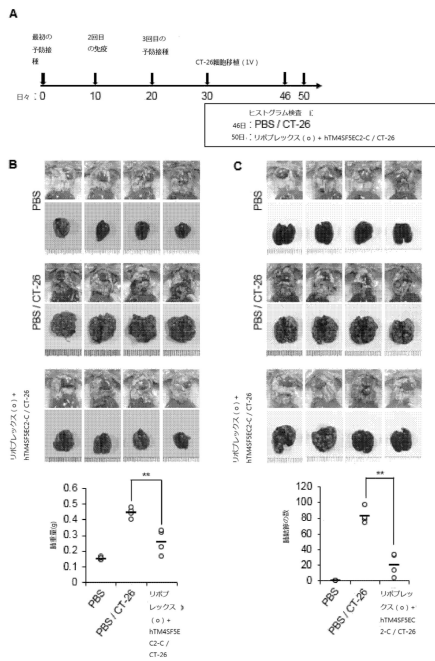 A
最初の
予防接
種
2回目
の免疫
3回目の
予防接種
CT-26細胞移植(IV)
日々:0 10 20 30 46 50
ヒストグラム検査
46日:PBS / CT-26
50日.:リポプレックス(o)+ hTM4SF5EC2-C / CT-26
B
PBS
PBS / CT-26
リポプレックス(o)+
hTM4SF5EC2-C / CT-26
肺重量(g)
0.6
0.5
0.4
0.3
0.2
0.1
0
**
PBS
PBS / CT-26
リポプ
レックス
(o)+
hTM4SF5E
C2-C /
CT-26
C
PBS
PBS / CT-26
リポプレックス(o)+
hTM4SF5EC2-C / CT-26
の数
120
100
80
60
40
20
0
**
PBS
PBS / CT-26
リポプレッ
クス(o)+
hTM4SF5EC
2-C / CT-26